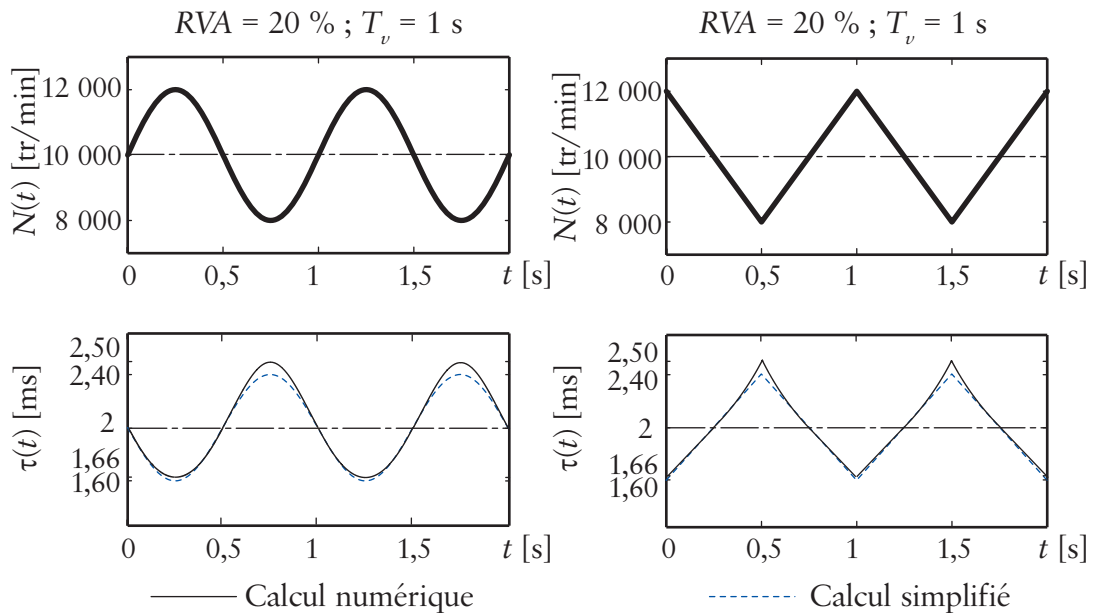 RVA = 20 % ; T_v = 1 s
N(t) [tr/min]
12 000
10 000
8 000
0 0,5 1 1,5 t [s]
RVA = 20 % ; T_v = 1 s
N(t) [tr/min]
12 000
10 000
8 000
0 0,5 1 1,5 t [s]
τ(t) [ms]
2,50
2,40
2
1,66
1,60
0 0,5 1 1,5 t [s]
τ(t) [ms]
2,50
2,40
2
1,66
1,60
0 0,5 1 1,5 t [s]
Calcul numérique
Calcul simplifié